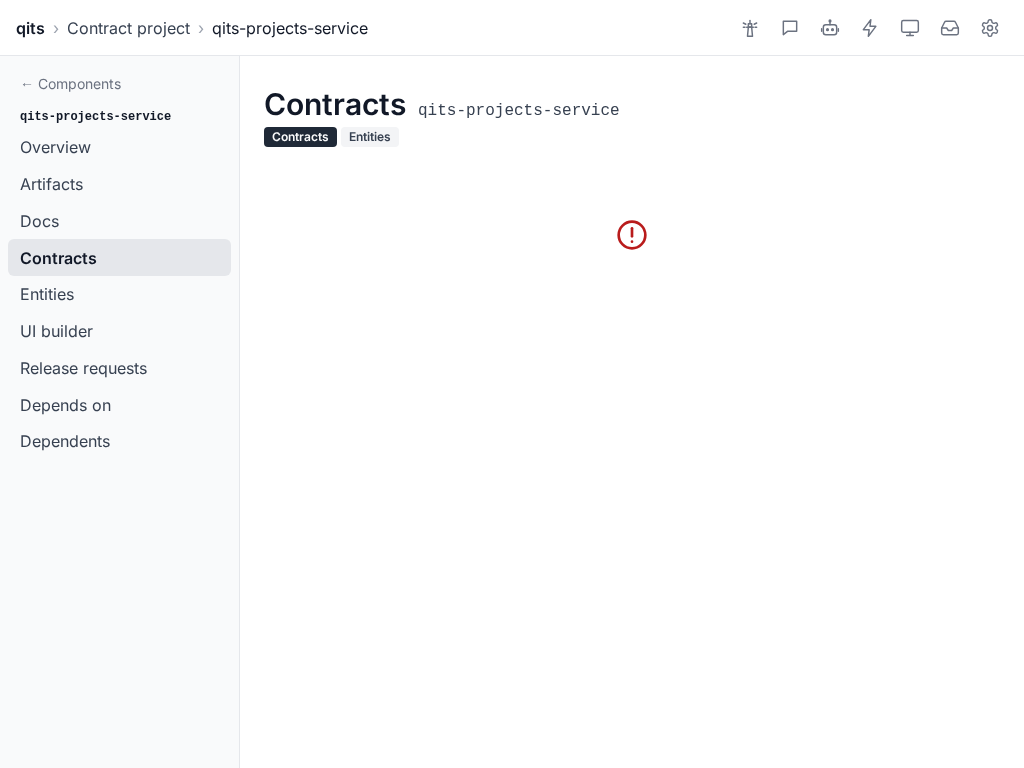 qits › Contract project › qits-projects-service
← Components
qits-projects-service
Overview
Artifacts
Docs
Contracts
Entities
UI builder
Release requests
Depends on
Dependents
Contracts qits-projects-service
Contracts Entities